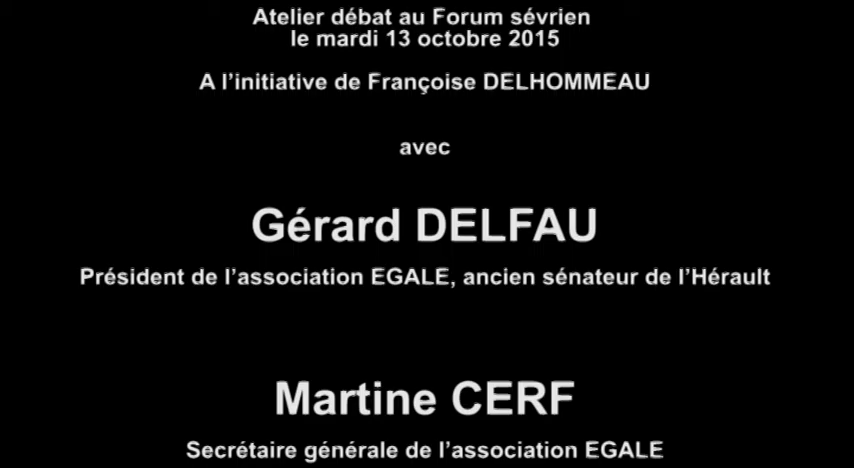 Atelier débat au Forum sévrien
le mardi 13 octobre 2015
A l’initiative de Françoise DELHOMMEAU
avec
Gérard DELFAU
Président de l’association EGALE, ancien sénateur de l’Hérault
Martine CERF
Secrétaire générale de l’association EGALE